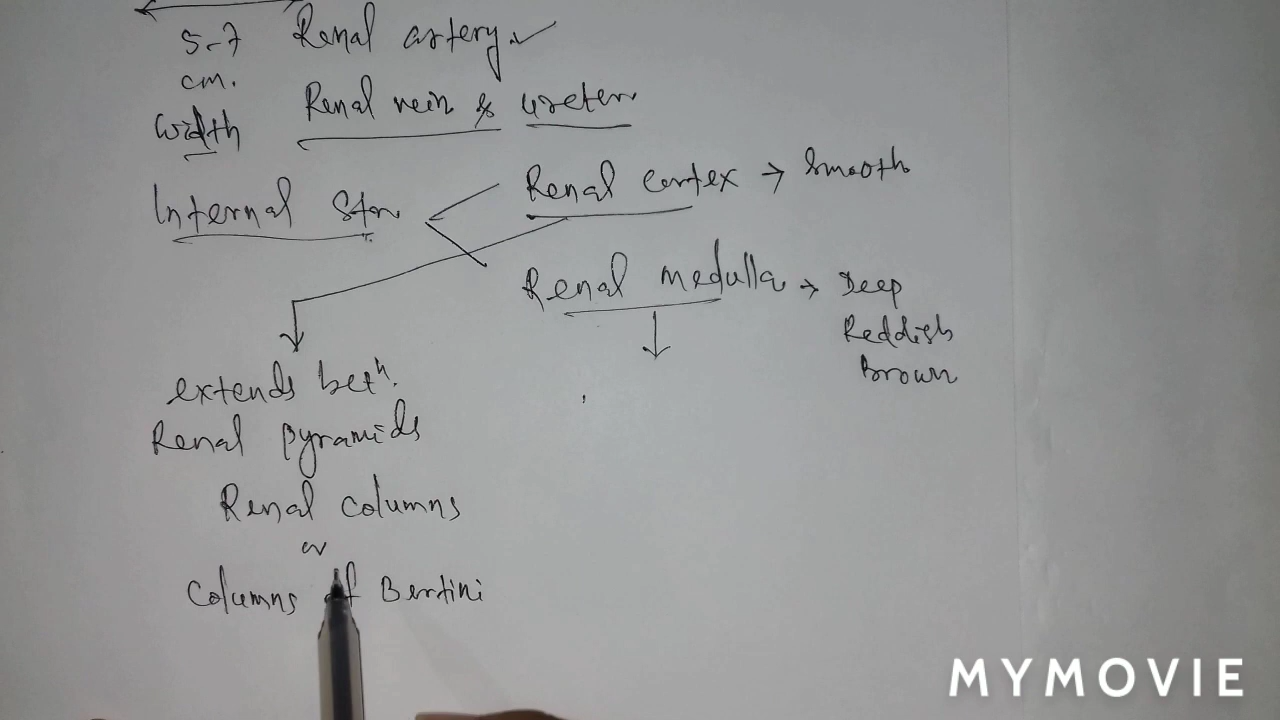 5-7 Renal artery ✓
cm.
width Renal vein & ureter
Internal Str. Renal cortex → Smooth
Renal medulla → Deep
Reddish
Brown
extends betn.
Renal pyramids
Renal columns
or
Columns of Bertini
MYMOVIE